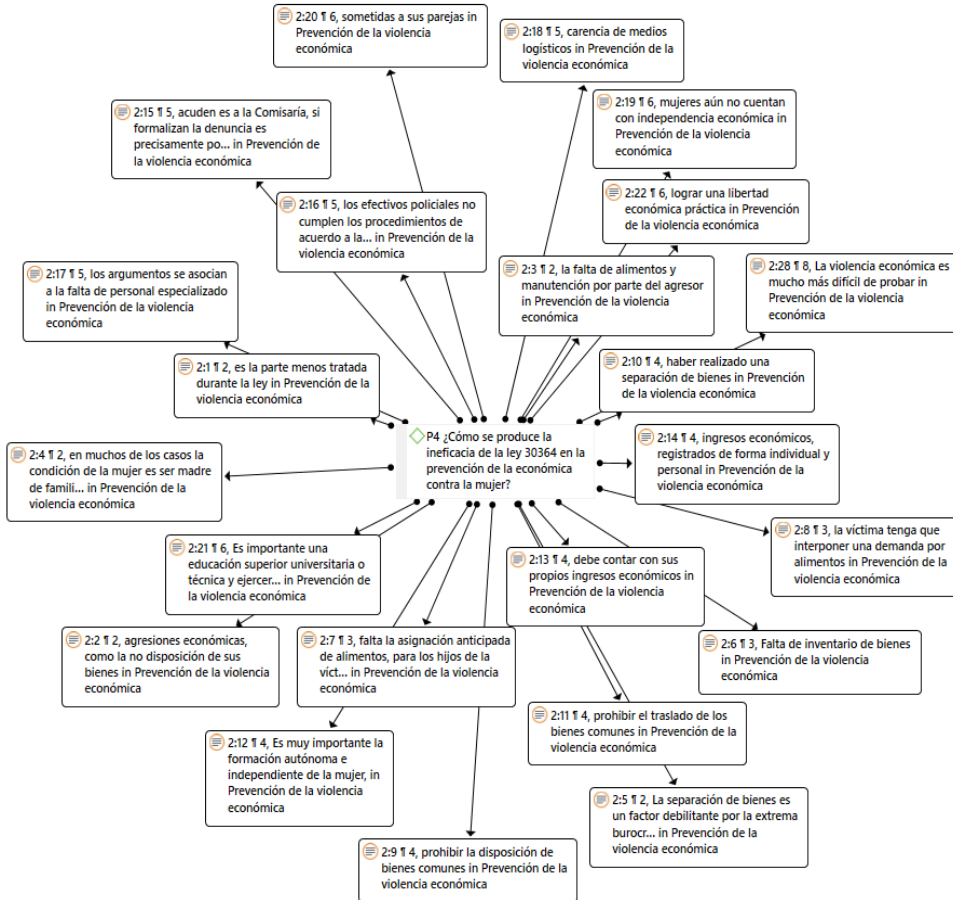 2:20 ¶ 6, sometidas a sus parejas in
Prevención de la violencia
económica
2:18 ¶ 5, carencia de medios
logísticos in Prevención de la
violencia económica
2:19 ¶ 6, mujeres aún no cuentan
con independencia económica in
Prevención de la violencia
económica
2:15 ¶ 5, acuden es a la Comisaría, si
formalizan la denuncia es
precisamente po... in Prevención de
la violencia económica
2:22 ¶ 6, lograr una libertad
económica práctica in Prevención
de la violencia económica
2:16 ¶ 5, los efectivos policiales no
cumplen los procedimientos de
acuerdo a la... in Prevención de la
violencia económica
2:3 ¶ 2, la falta de alimentos y
manutención por parte del agresor
in Prevención de la violencia
económica
2:28 ¶ 8, La violencia económica es
mucho más difícil de probar in
Prevención de la violencia
económica
2:17 ¶ 5, los argumentos se asocian
a la falta de personal especializado
in Prevención de la violencia
económica
2:1 ¶ 2, es la parte menos tratada
durante la ley in Prevención de la
violencia económica
2:10 ¶ 4, haber realizado una
separación de bienes in Prevención
de la violencia económica
P4 ¿Cómo se produce la
ineficacia de la ley 30364 en la
prevención de la económica
contra la mujer?
2:14 ¶ 4, ingresos económicos,
registrados de forma individual y
personal in Prevención de la
violencia económica
2:4 ¶ 2, en muchos de los casos la
condición de la mujer es ser madre
de famili... in Prevención de la
violencia económica
2:8 ¶ 3, la víctima tenga que
interponer una demanda por
alimentos in Prevención de la
violencia económica
2:21 ¶ 6, Es importante una
educación superior universitaria o
técnica y ejercer... in Prevención de
la violencia económica
2:13 ¶ 4, debe contar con sus
propios ingresos económicos in
Prevención de la violencia
económica
2:2 ¶ 2, agresiones económicas,
como la no disposición de sus
bienes in Prevención de la violencia
económica
2:7 ¶ 3, falta la asignación anticipada
de alimentos, para los hijos de la
víct... in Prevención de la violencia
económica
2:6 ¶ 3, Falta de inventario de bienes
in Prevención de la violencia
económica
2:11 ¶ 4, prohibir el traslado de los
bienes comunes in Prevención de la
violencia económica
2:12 ¶ 4, Es muy importante la
formación autónoma e
independiente de la mujer, in
Prevención de la violencia
económica
2:5 ¶ 2, La separación de bienes es
un factor debilitante por la extrema
burocr... in Prevención de la
violencia económica
2:9 ¶ 4, prohibir la disposición de
bienes comunes in Prevención de la
violencia económica